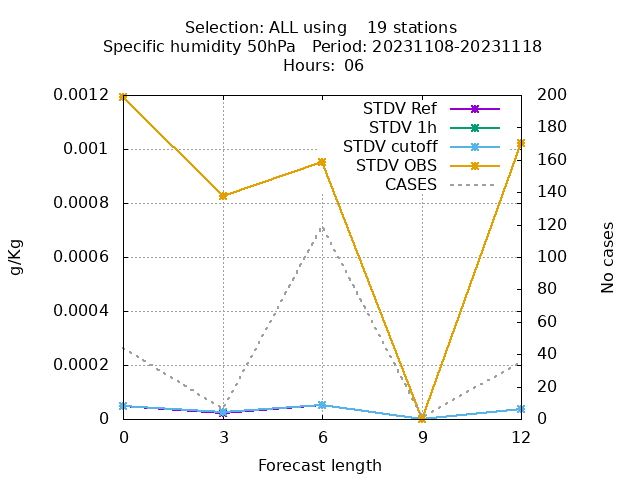 Selection: ALL using    19 stations
Specific humidity 50hPa   Period: 20231108-20231118
Hours:  06
0.0012
0.001
0.0008
0.0006
0.0004
0.0002
0
g/Kg
STDV Ref
STDV 1h
STDV cutoff
STDV OBS
CASES
200
180
160
140
120
100
80
60
40
20
0
No cases
0 3 6 9 12
Forecast length